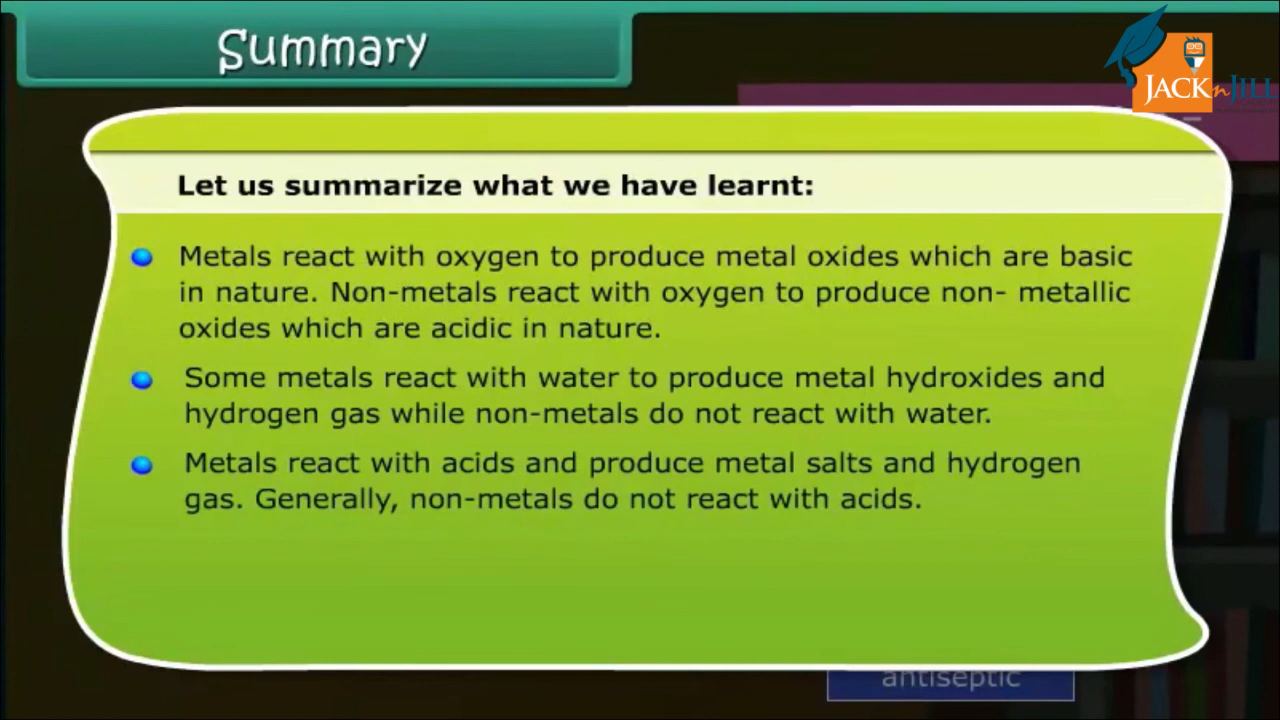 Summary
JACKnJILL
Let us summarize what we have learnt:
Metals react with oxygen to produce metal oxides which are basic
in nature. Non-metals react with oxygen to produce non- metallic
oxides which are acidic in nature.
Some metals react with water to produce metal hydroxides and
hydrogen gas while non-metals do not react with water.
Metals react with acids and produce metal salts and hydrogen
gas. Generally, non-metals do not react with acids.
antiseptic